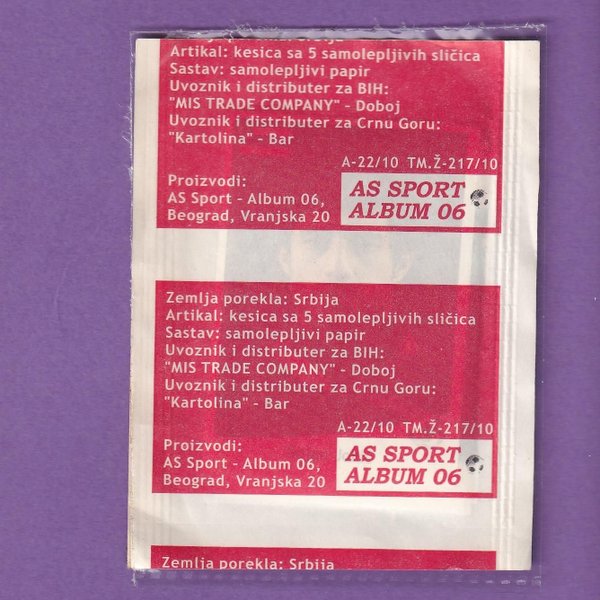 Artikal: kesica sa 5 samolepljivih sličica
Sastav: samolepljivi papir
Uvoznik i distributer za BIH:
"MIS TRADE COMPANY" - Doboj
Uvoznik i distributer za Crnu Goru:
"Kartolina" - Bar
A-22/10 TM.Ž-217/10
Proizvodi:
AS Sport - Album 06,
Beograd, Vranjska 20
AS SPORT
ALBUM 06
Zemlja porekla: Srbija
Artikal: kesica sa 5 samolepljivih sličica
Sastav: samolepljivi papir
Uvoznik i distributer za BIH:
"MIS TRADE COMPANY" - Doboj
Uvoznik i distributer za Crnu Goru:
"Kartolina" - Bar
A-22/10 TM.Ž-217/10
Proizvodi:
AS Sport - Album 06,
Beograd, Vranjska 20
AS SPORT
ALBUM 06
Zemlja porekla: Srbija